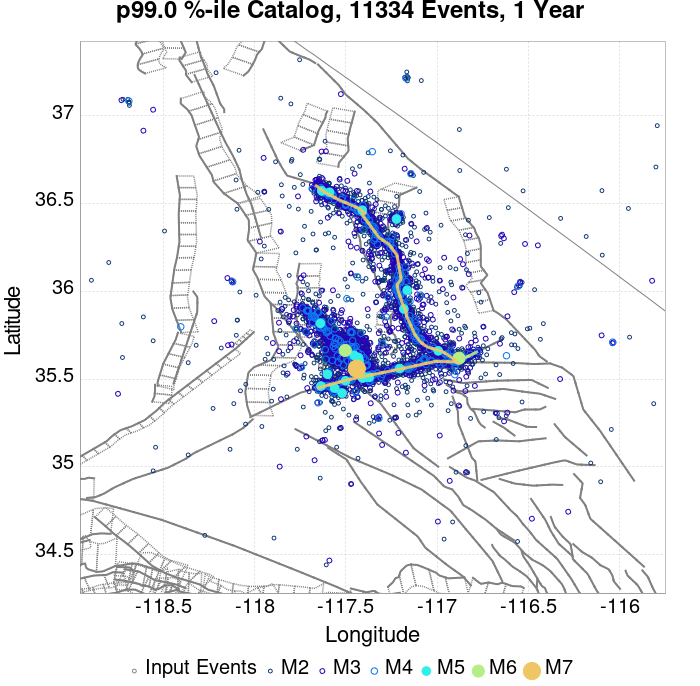 p99.0 %-ile Catalog, 11334 Events, 1 Year
37
36.5
36
35.5
35
34.5
Latitude
-118.5 -118 -117.5 -117 -116.5 -116
Longitude
Input Events M2 M3 M4 M5 M6 M7